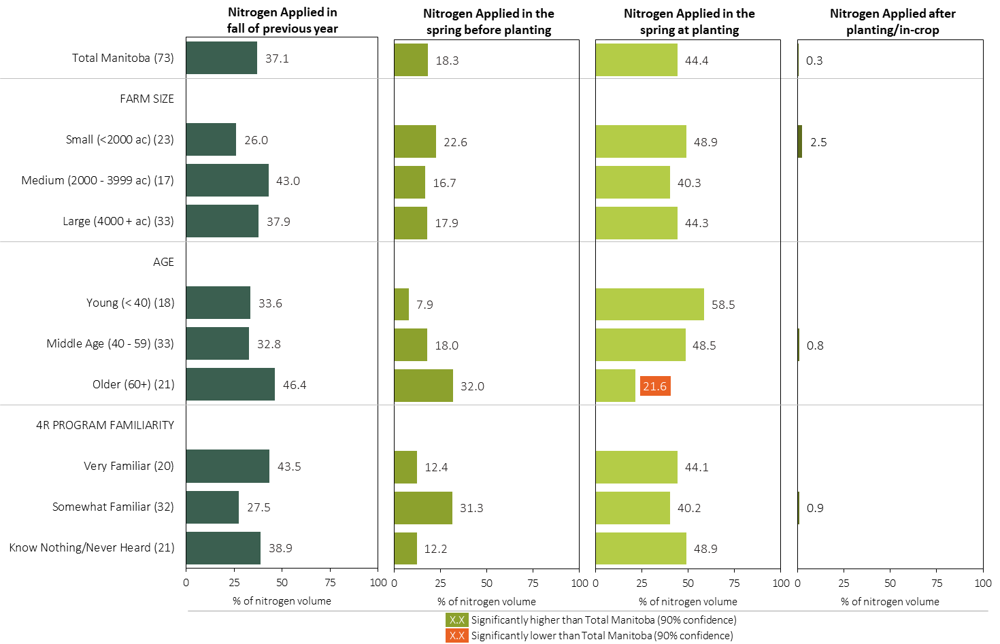 Nitrogen Applied in
fall of previous year
Nitrogen Applied in the
spring before planting
Nitrogen Applied in the
spring at planting
Nitrogen Applied after
planting/in-crop
Total Manitoba (73) 37.1 18.3 44.4 0.3
FARM SIZE
Small (<2000 ac) (23) 26.0 22.6 48.9 2.5
Medium (2000 - 3999 ac) (17) 43.0 16.7 40.3
Large (4000 + ac) (33) 37.9 17.9 44.3
AGE
Young (< 40) (18) 33.6 7.9 58.5
Middle Age (40 - 59) (33) 32.8 18.0 48.5 0.8
Older (60+) (21) 46.4 32.0 21.6
4R PROGRAM FAMILIARITY
Very Familiar (20) 43.5 12.4 44.1
Somewhat Familiar (32) 27.5 31.3 40.2 0.9
Know Nothing/Never Heard (21) 38.9 12.2 48.9
0 25 50 75 100 0 25 50 75 100 0 25 50 75 100 0 25 50 75 100
% of nitrogen volume % of nitrogen volume % of nitrogen volume % of nitrogen volume
X.X Significantly higher than Total Manitoba (90% confidence)
X.X Significantly lower than Total Manitoba (90% confidence)